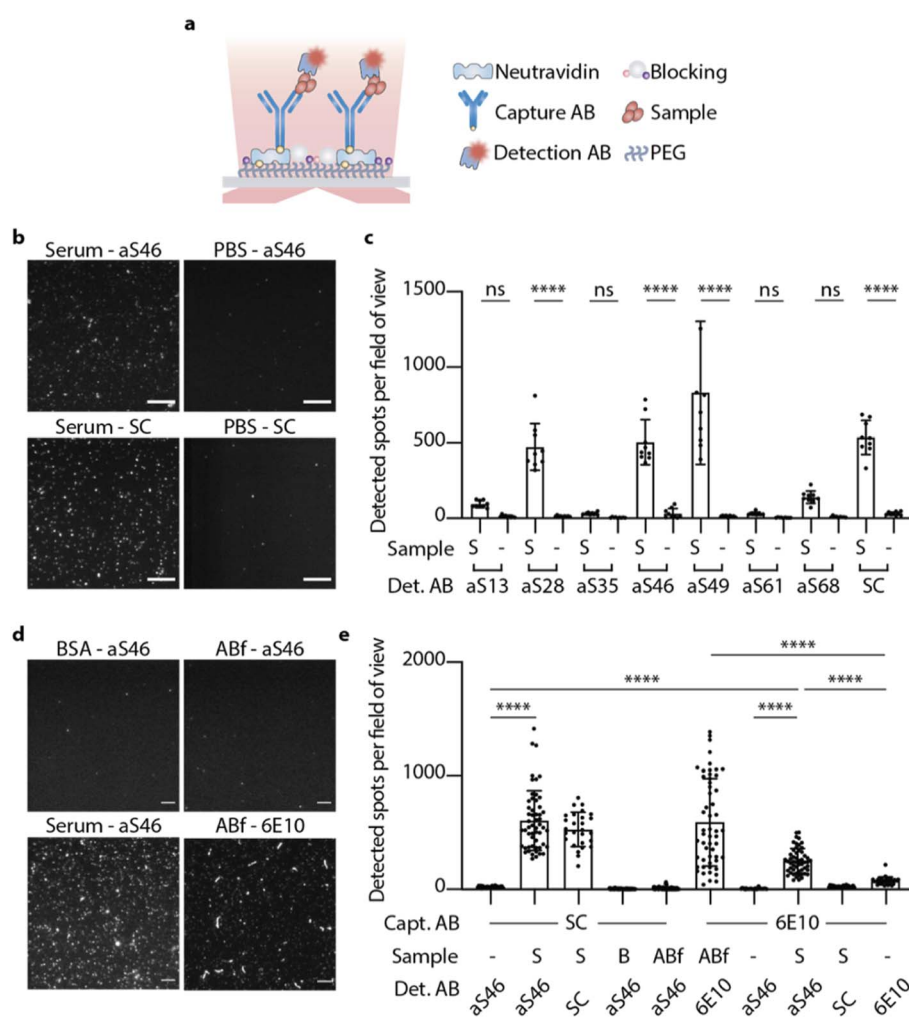 a
Neutravidin
Blocking
Capture AB
Sample
Detection AB
PEG
b
Serum - aS46
PBS - aS46
Serum - SC
PBS - SC
c
Detected spots per field of view
1500
1000
500
0
ns
****
ns
****
****
ns
ns
****
Sample S - S - S - S - S - S - S - S -
Det. AB aS13 aS28 aS35 aS46 aS49 aS61 aS68 SC
d
BSA - aS46
ABf - aS46
Serum - aS46
ABf - 6E10
e
Detected spots per field of view
2000
1000
0
****
****
****
****
****
Capt. AB SC 6E10
Sample - S S B ABf ABf - S S -
Det. AB aS46 aS46 SC aS46 aS46 6E10 aS46 aS46 SC 6E10